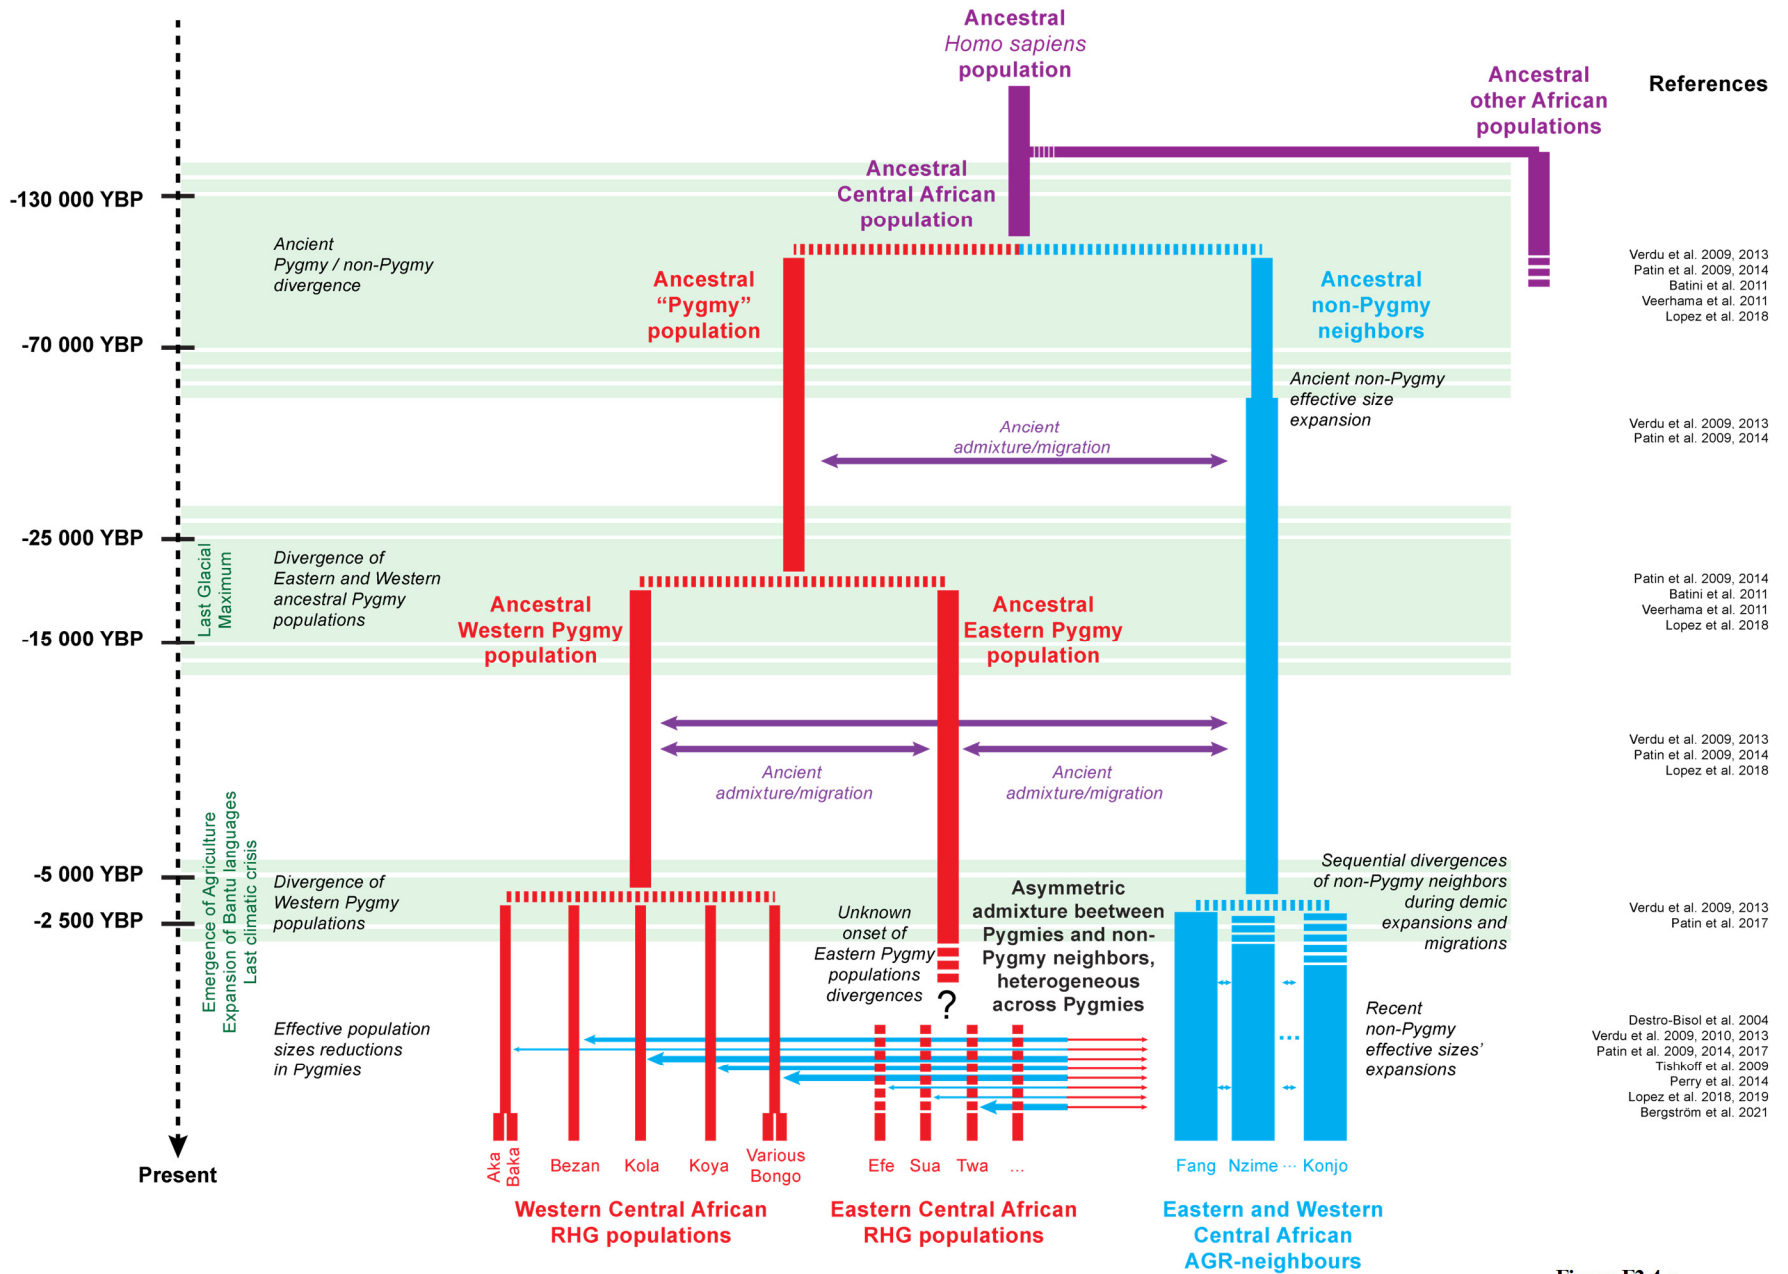 Ancestral
Homo sapiens
population
Ancestral
other African
populations
References
Ancestral
Central African
population
-130 000 YBP
Ancient
Pygmy / non-Pygmy
divergence
Ancestral
“Pygmy”
population
Ancestral
non-Pygmy
neighbors
Verdu et al. 2009, 2013
Patin et al. 2009, 2014
Batini et al. 2011
Veerhama et al. 2011
Lopez et al. 2018
-70 000 YBP
Ancient non-Pygmy
effective size
expansion
Ancient
admixture/migration
Verdu et al. 2009, 2013
Patin et al. 2009, 2014
-25 000 YBP
Last Glacial
Maximum
Divergence of
Eastern and Western
ancestral Pygmy
populations
Ancestral
Western Pygmy
population
Ancestral
Eastern Pygmy
population
Patin et al. 2009, 2014
Batini et al. 2011
Veerhama et al. 2011
Lopez et al. 2018
-15 000 YBP
Ancient
admixture/migration
Ancient
admixture/migration
Verdu et al. 2009, 2013
Patin et al. 2009, 2014
Lopez et al. 2018
Emergence of Agriculture
Expansion of Bantu languages
Last climatic crisis
-5 000 YBP
-2 500 YBP
Divergence of
Western Pygmy
populations
Unknown
onset of
Eastern Pygmy
populations
divergences
?
Asymmetric
admixture beetween
Pygmies and non-
Pygmy neighbors,
heterogeneous
across Pygmies
Sequential divergences
of non-Pygmy neighbors
during demic
expansions and
migrations
Verdu et al. 2009, 2013
Patin et al. 2017
Effective population
sizes reductions
in Pygmies
Recent
non-Pygmy
effective sizes’
expansions
Destro-Bisol et al. 2004
Verdu et al. 2009, 2010, 2013
Patin et al. 2009, 2014, 2017
Tishkoff et al. 2009
Perry et al. 2014
Lopez et al. 2018, 2019
Bergström et al. 2021
Present
Aka
Baka
Bezan
Kola
Koya
Various
Bongo
Efe
Sua
Twa
...
Fang
Nzime
...
Konjo
Western Central African
RHG populations
Eastern Central African
RHG populations
Eastern and Western
Central African
AGR-neighbours